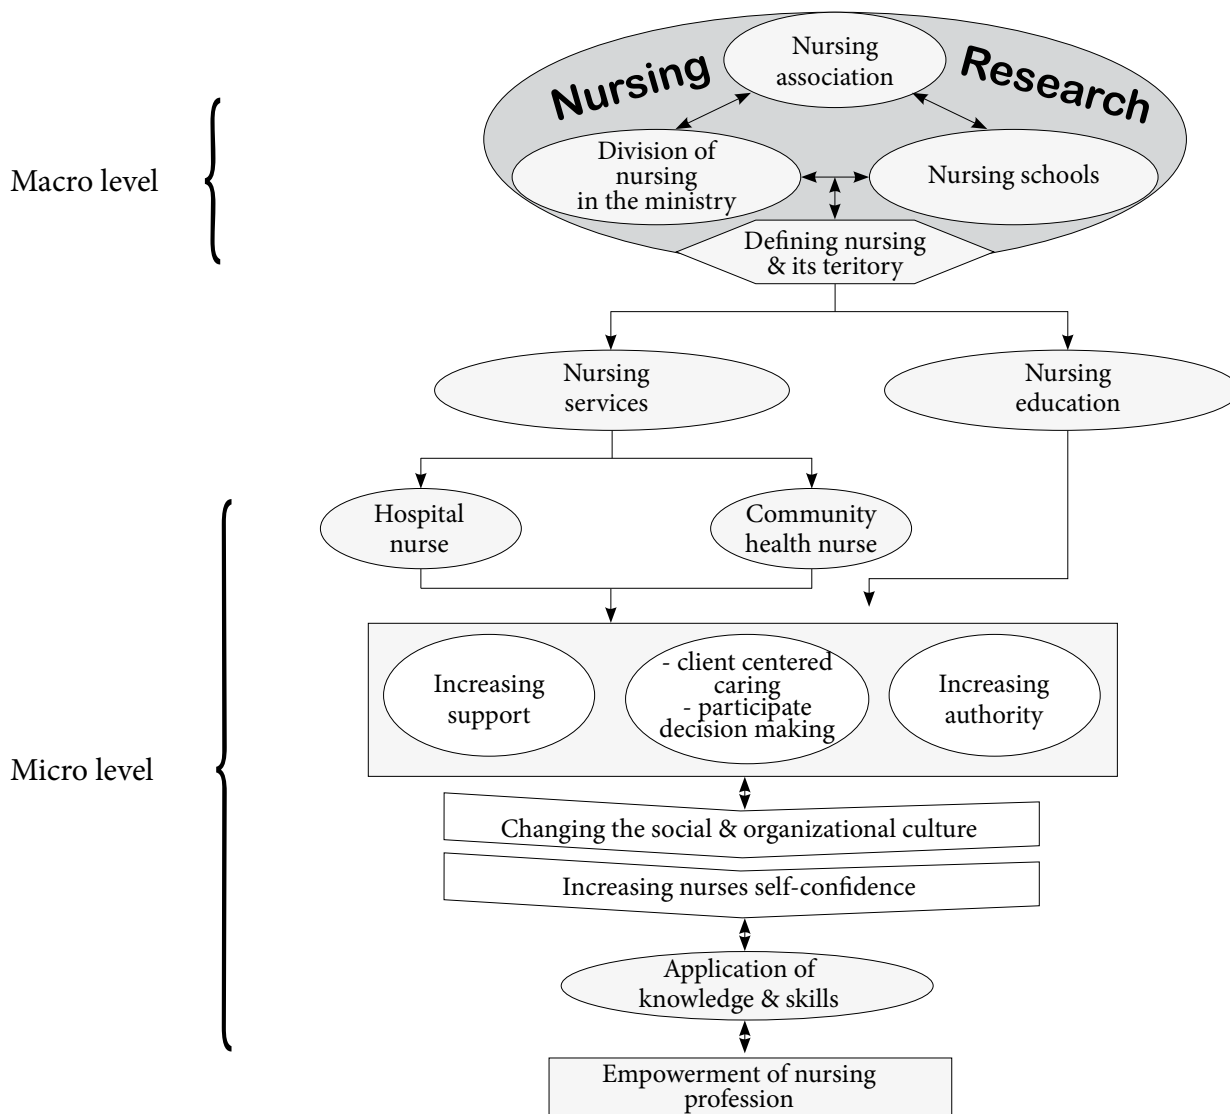 Nursing
association
Nursing
Research
Division of
nursing
in the ministry
Nursing schools
Macro level
Defining nursing
& its teritory
Nursing
services
Nursing
education
Hospital
nurse
Community
health nurse
Increasing
support
- client centered
caring
- participate
decision making
Increasing
authority
Micro level
Changing the social & organizational culture
Increasing nurses self-confidence
Application of
knowledge & skills
Empowerment of nursing
profession